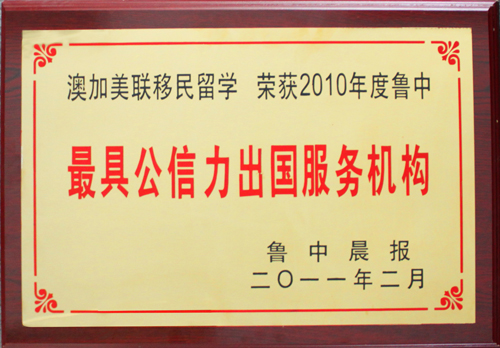 澳加美联移民留学 荣获2010年度鲁中
最具公信力出国服务机构
鲁中晨报
二〇一一年二月